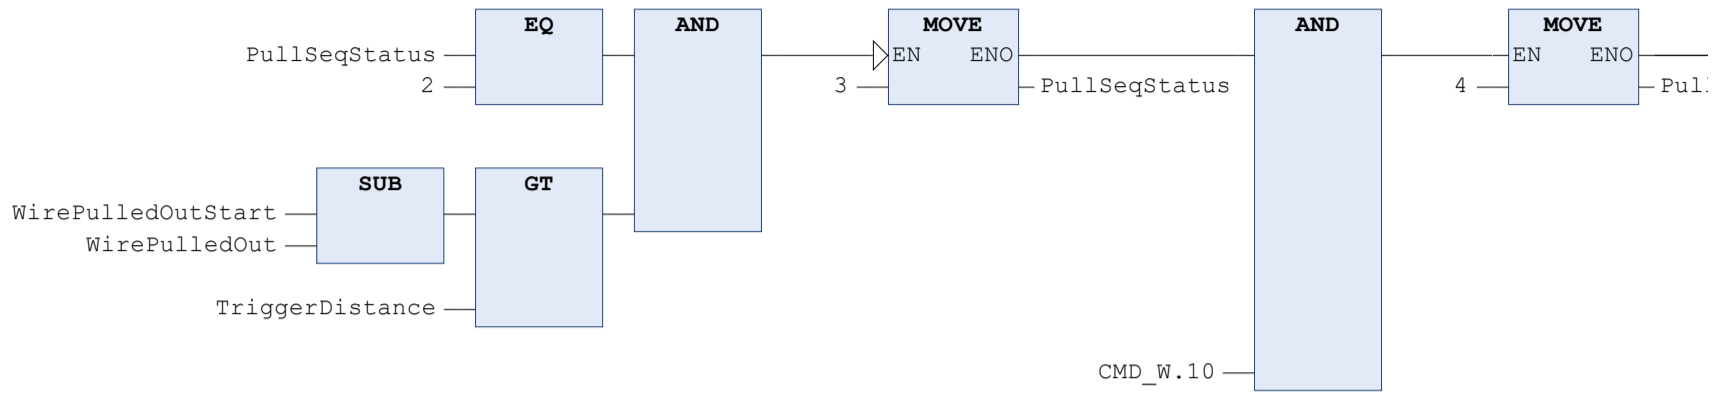 EQ AND MOVE AND MOVE
PullSeqStatus EN ENO EN ENO
2 3 PullSeqStatus 4
SUB GT
WirePulledOutStart
WirePulledOut
TriggerDistance
CMD_W.10